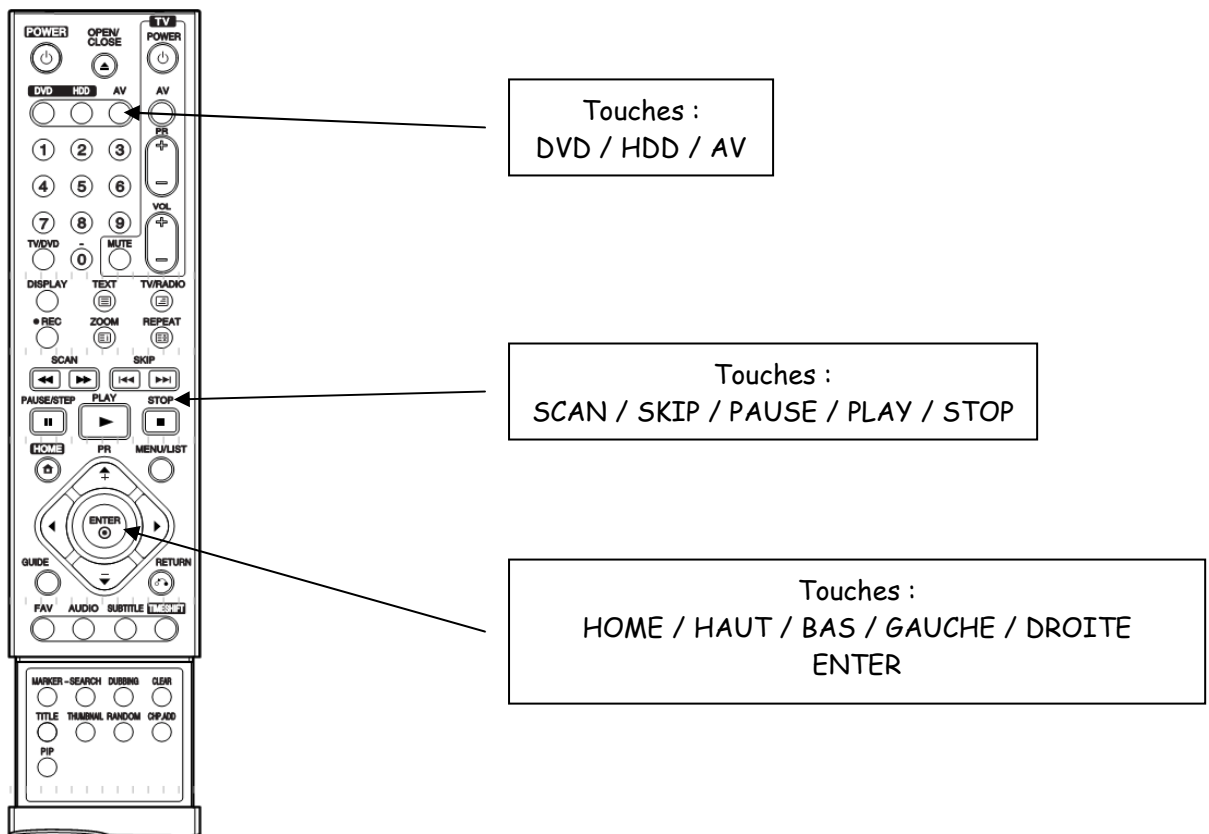 TV
POWER OPEN/ POWER
CLOSE
DVD HDD AV AV
PR
1 2 3 +
4 5 6 −
VOL
7 8 9 +
TV/DVD - MUTE
0 −
DISPLAY TEXT TV/RADIO
● REC ZOOM REPEAT
SCAN SKIP
PAUSE/STEP PLAY STOP
HOME PR MENU/LIST
+
ENTER
−
GUIDE RETURN
FAV AUDIO SUBTITLE TIMESHIFT
MARKER - SEARCH DUBBING CLEAR
TITLE THUMBNAIL RANDOM CHP.ADD
PIP
Touches :
DVD / HDD / AV
Touches :
SCAN / SKIP / PAUSE / PLAY / STOP
Touches :
HOME / HAUT / BAS / GAUCHE / DROITE
ENTER